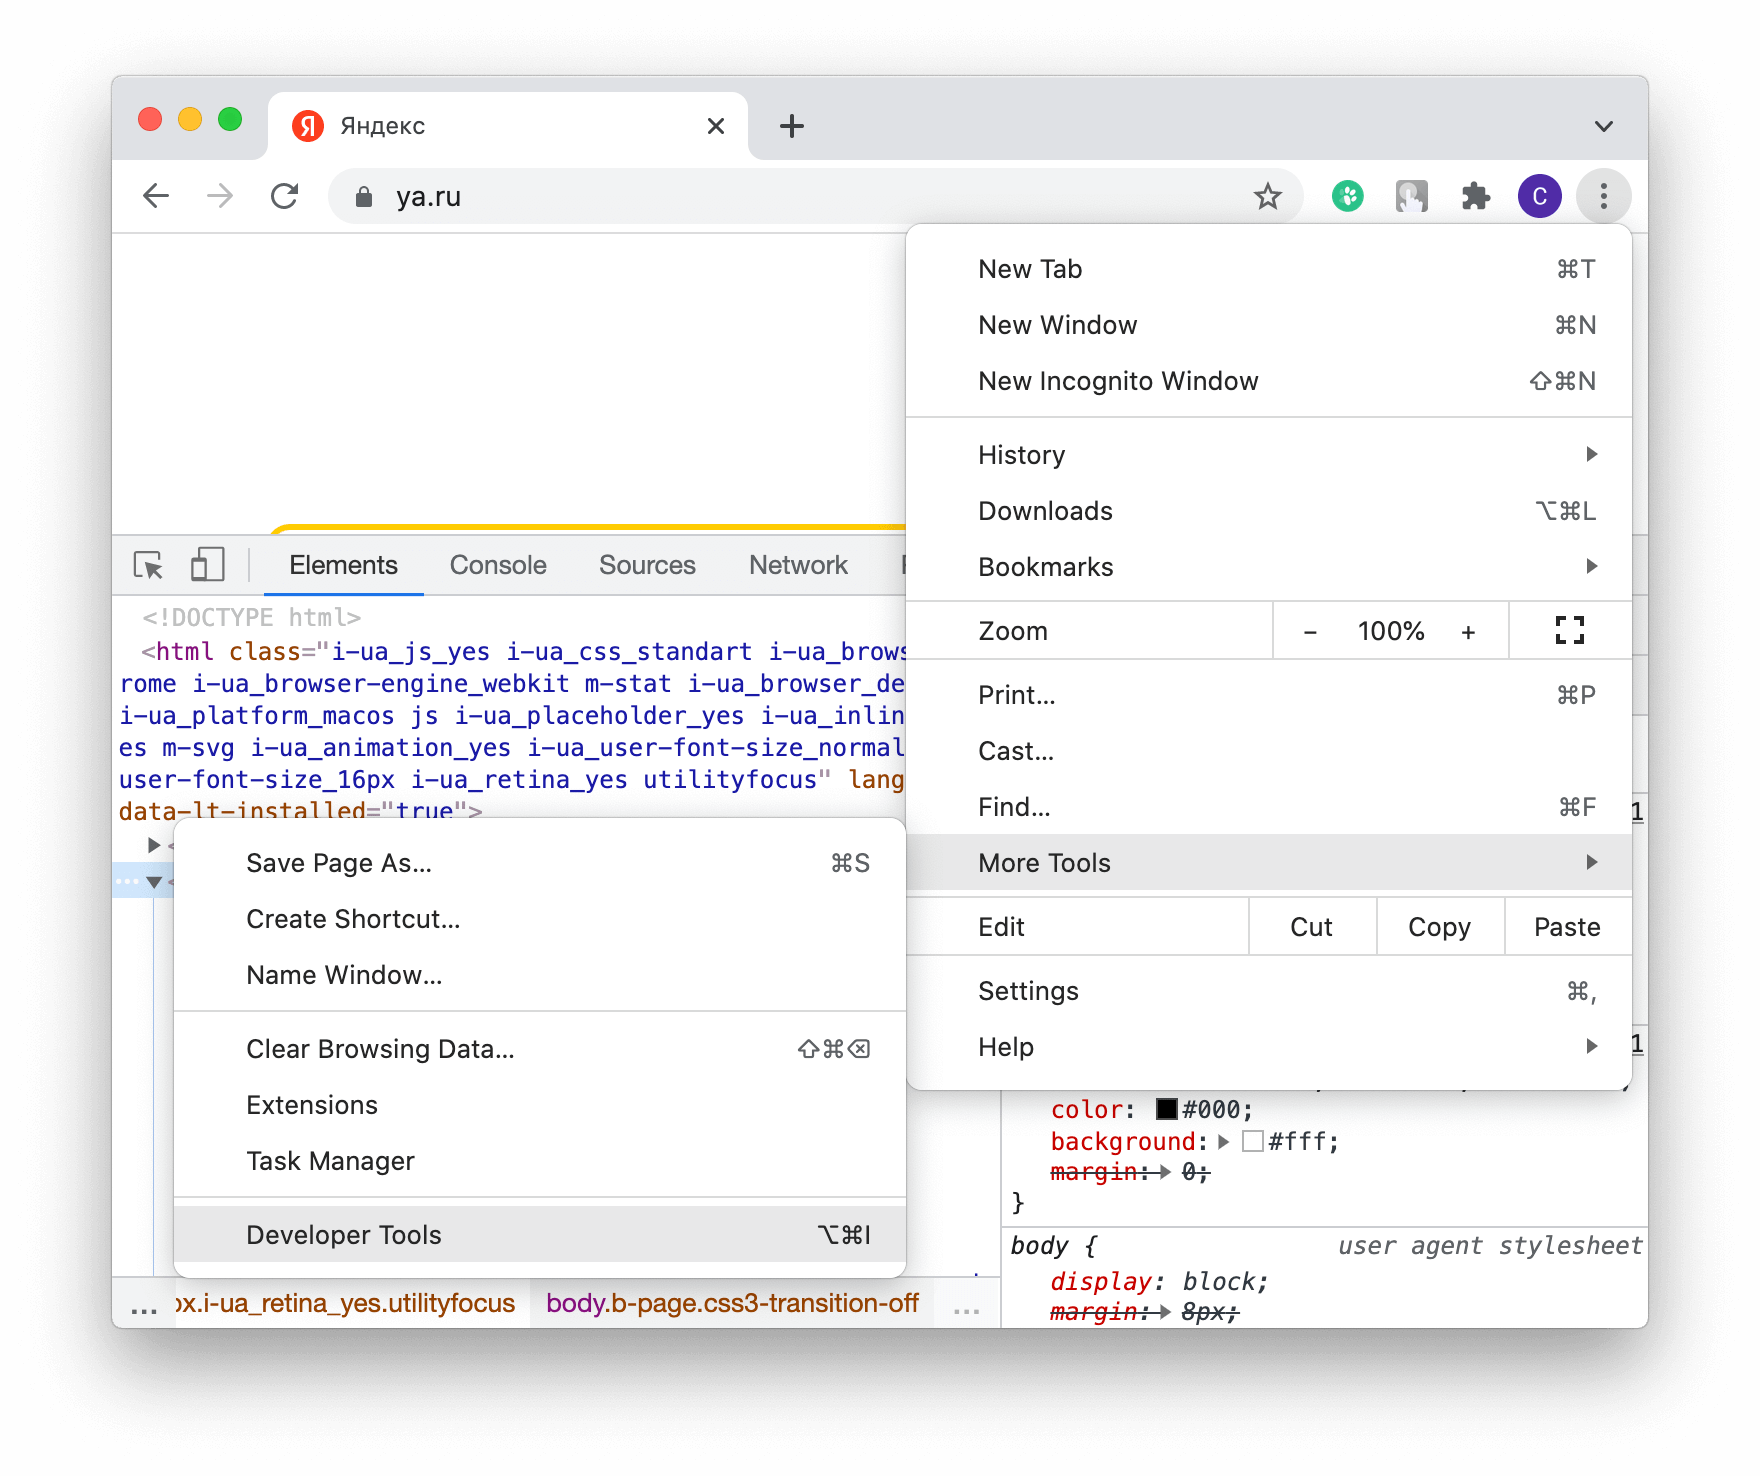 Я Яндекс
ya.ru
C
New Tab ⌘T
New Window ⌘N
New Incognito Window ⇧⌘N
History
Downloads ⌥⌘L
Bookmarks
Zoom - 100% +
Print... ⌘P
Cast...
Find... ⌘F
More Tools
Edit Cut Copy Paste
Settings ⌘,
Help
Elements Console Sources Network
<!DOCTYPE html>
<html class="i-ua_js_yes i-ua_css_standart i-ua_brows
rome i-ua_browser-engine_webkit m-stat i-ua_browser_de
i-ua_platform_macos js i-ua_placeholder_yes i-ua_inlin
es m-svg i-ua_animation_yes i-ua_user-font-size_normal
user-font-size_16px i-ua_retina_yes utilityfocus" lang
data-lt-installed="true">
Save Page As... ⌘S
Create Shortcut...
Name Window...
Clear Browsing Data... ⇧⌘⌫
Extensions
Task Manager
Developer Tools ⌥⌘I
1
1
color: #000;
background: #fff;
margin: 0;
}
body { user agent stylesheet
display: block;
margin: 8px;
... ox.i-ua_retina_yes.utilityfocus body.b-page.css3-transition-off ...